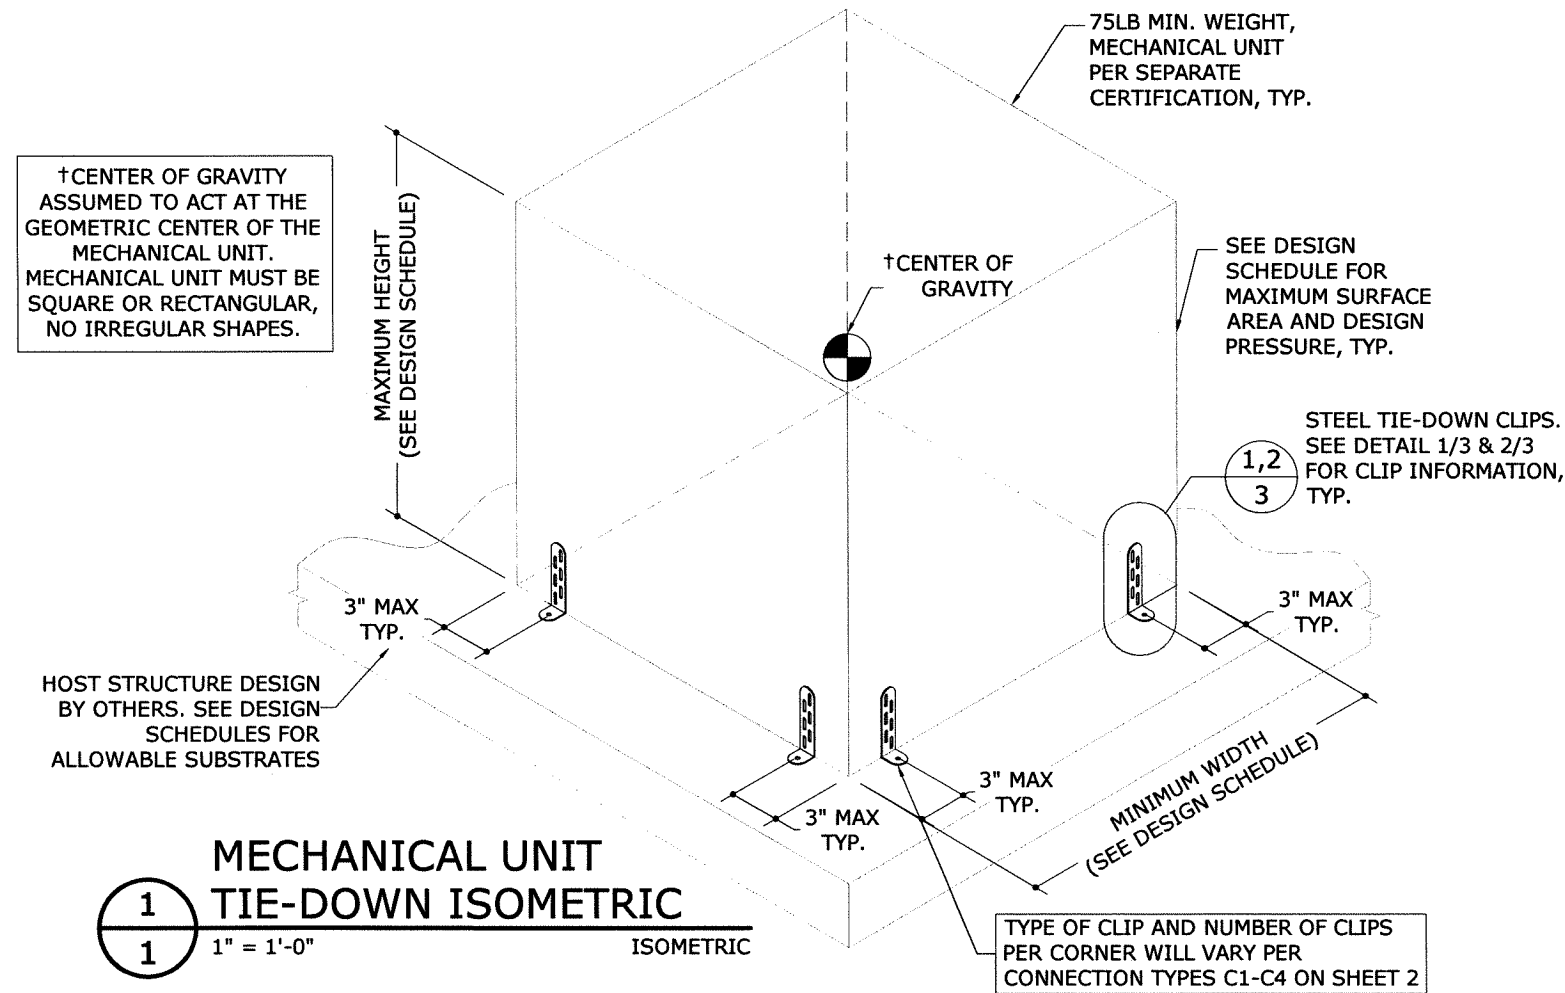 75LB MIN. WEIGHT,
MECHANICAL UNIT
PER SEPARATE
CERTIFICATION, TYP.
†CENTER OF GRAVITY
ASSUMED TO ACT AT THE
GEOMETRIC CENTER OF THE
MECHANICAL UNIT.
MECHANICAL UNIT MUST BE
SQUARE OR RECTANGULAR,
NO IRREGULAR SHAPES.
MAXIMUM HEIGHT
(SEE DESIGN SCHEDULE)
†CENTER OF
GRAVITY
SEE DESIGN
SCHEDULE FOR
MAXIMUM SURFACE
AREA AND DESIGN
PRESSURE, TYP.
1,2
3
STEEL TIE-DOWN CLIPS.
SEE DETAIL 1/3 & 2/3
FOR CLIP INFORMATION,
TYP.
3" MAX
TYP.
3" MAX
TYP.
HOST STRUCTURE DESIGN
BY OTHERS. SEE DESIGN
SCHEDULES FOR
ALLOWABLE SUBSTRATES
3" MAX
TYP.
3" MAX
TYP.
MINIMUM WIDTH
(SEE DESIGN SCHEDULE)
1
1
MECHANICAL UNIT
TIE-DOWN ISOMETRIC
1" = 1'-0"
ISOMETRIC
TYPE OF CLIP AND NUMBER OF CLIPS
PER CORNER WILL VARY PER
CONNECTION TYPES C1-C4 ON SHEET 2